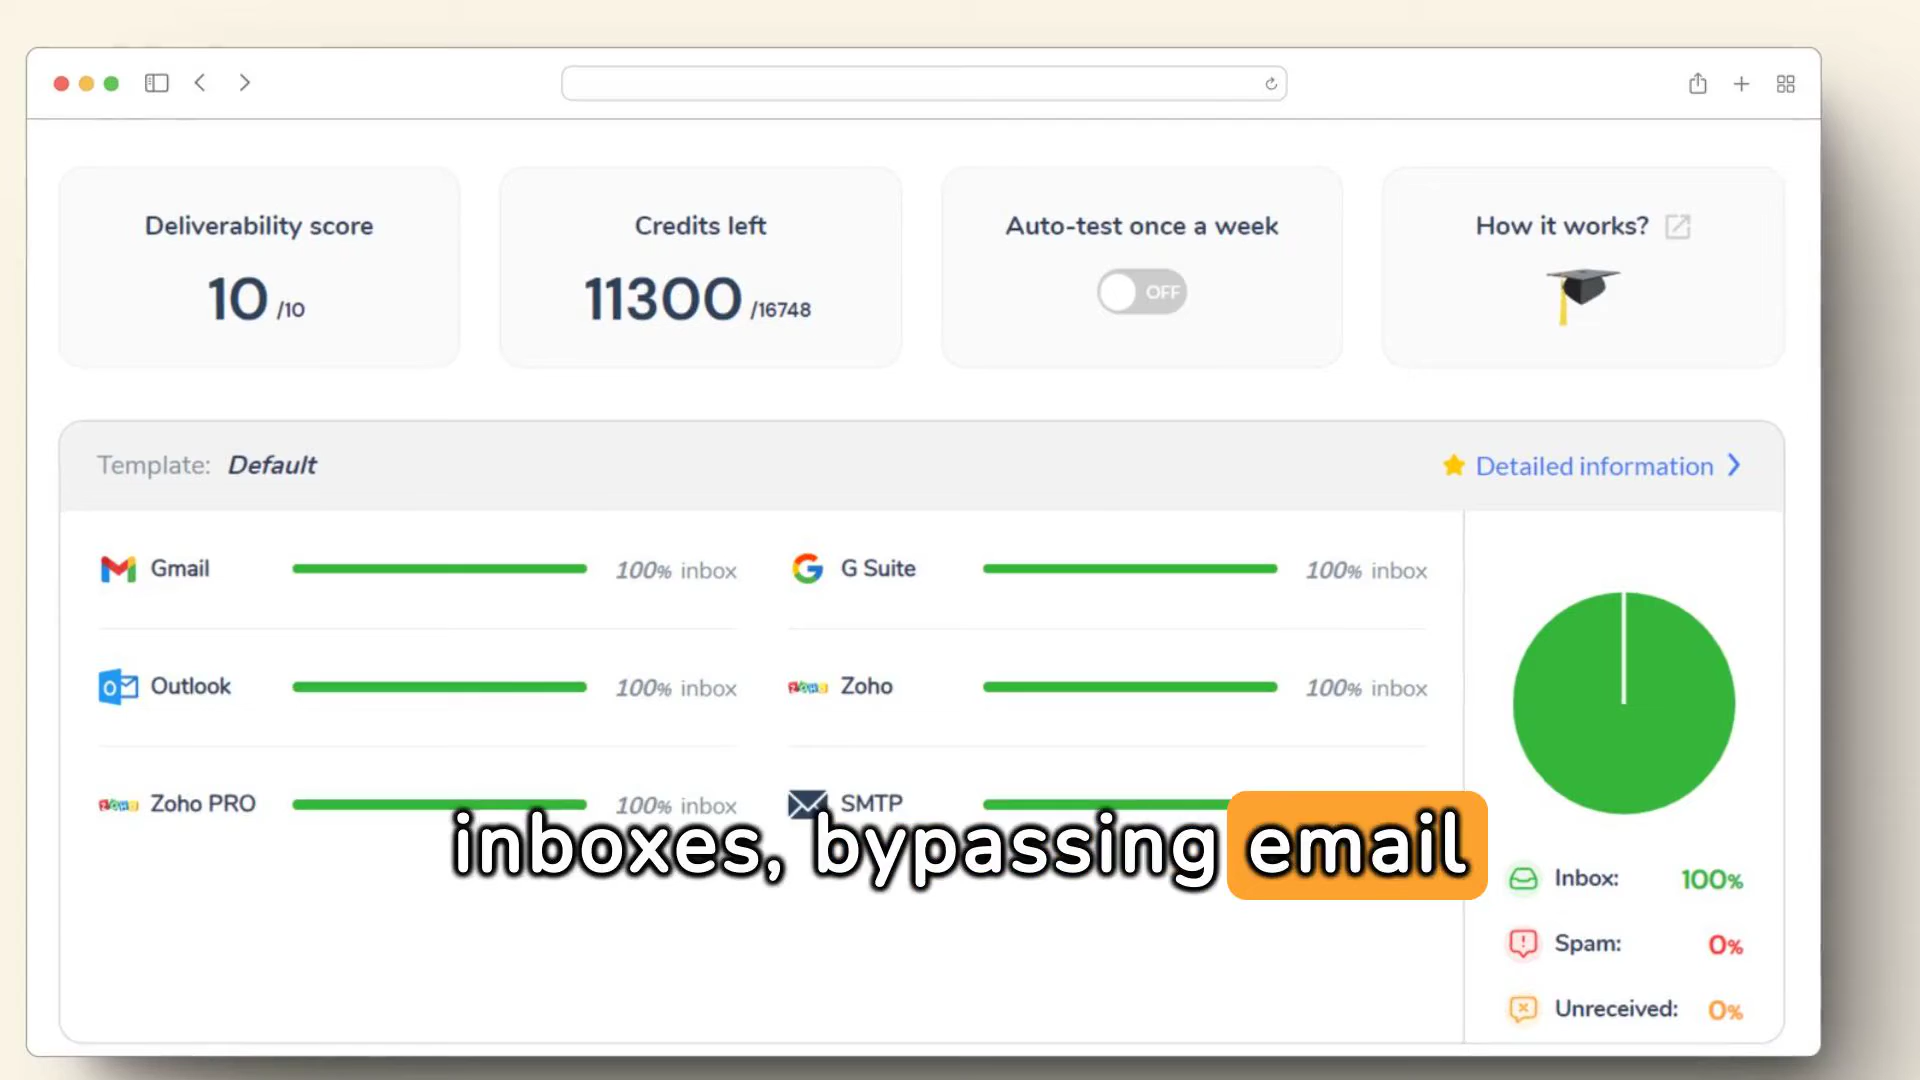 Deliverability score
10 /10
Credits left
11300 /16748
Auto-test once a week
OFF
How it works?
Template: Default
Detailed information
Gmail 100% inbox
G Suite 100% inbox
Outlook 100% inbox
ZOHO Zoho 100% inbox
ZOHO Zoho PRO 100% inbox
SMTP
inboxes, bypassing email
Inbox: 100%
Spam: 0%
Unreceived: 0%